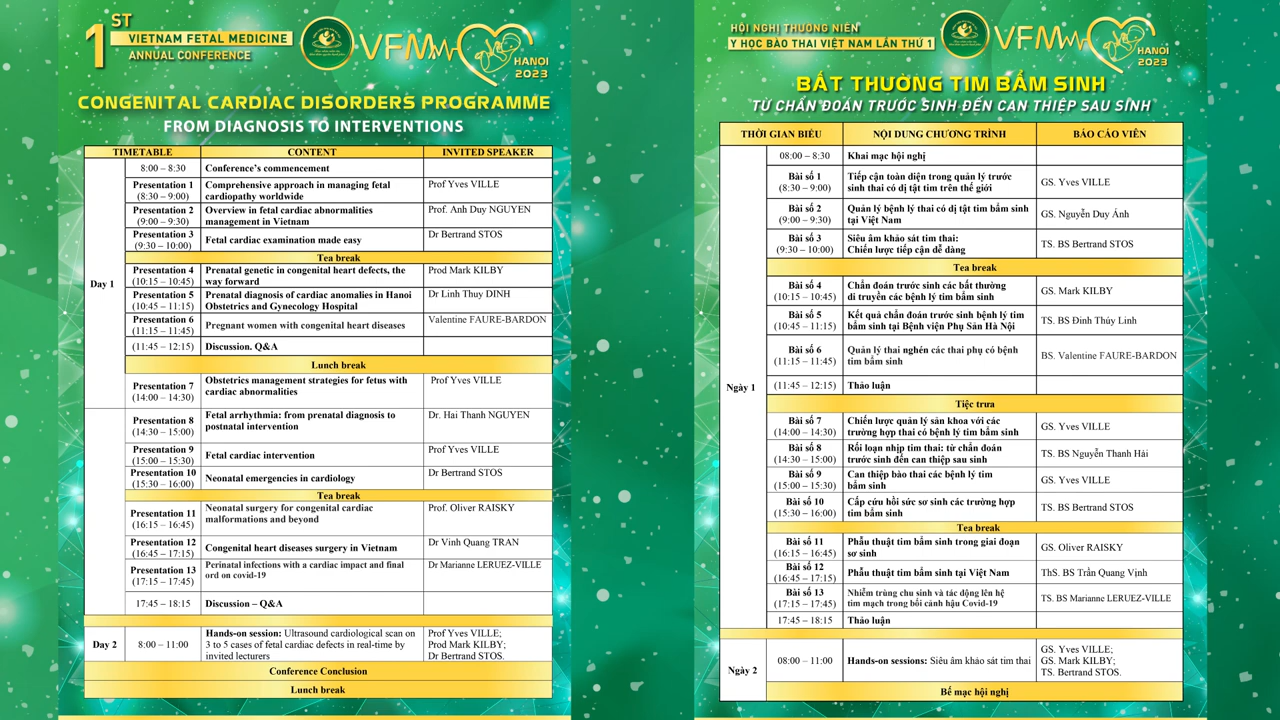 1ST
VIETNAM FETAL MEDICINE
ANNUAL CONFERENCE
VFM
HANOI
2023
CONGENITAL CARDIAC DISORDERS PROGRAMME
FROM DIAGNOSIS TO INTERVENTIONS
TIMETABLE CONTENT INVITED SPEAKER
Day 1
8:00 – 8:30 Conference's commencement
Presentation 1 Comprehensive approach in managing fetal Prof Yves VILLE
(8:30 – 9:00) cardiopathy worldwide
Presentation 2 Overview in fetal cardiac abnormalities Prof. Anh Duy NGUYEN
(9:00 – 9:30) management in Vietnam
Presentation 3 Fetal cardiac examination made easy Dr Bertrand STOS
(9:30 – 10:00)
Tea break
Presentation 4 Prenatal genetic in congenital heart defects, the Prod Mark KILBY
(10:15 – 10:45) way forward
Presentation 5 Prenatal diagnosis of cardiac anomalies in Hanoi Dr Linh Thuy DINH
(10:45 – 11:15) Obstetrics and Gynecology Hospital
Presentation 6 Pregnant women with congenital heart diseases Valentine FAURE-BARDON
(11:15 – 11:45)
(11:45 – 12:15) Discussion. Q&A
Lunch break
Presentation 7 Obstetrics management strategies for fetus with Prof Yves VILLE
(14:00 – 14:30) cardiac abnormalities
Presentation 8 Fetal arrhythmia: from prenatal diagnosis to Dr. Hai Thanh NGUYEN
(14:30 – 15:00) postnatal intervention
Presentation 9 Fetal cardiac intervention Prof Yves VILLE
(15:00 – 15:30)
Presentation 10 Neonatal emergencies in cardiology Dr Bertrand STOS
(15:30 – 16:00)
Tea break
Presentation 11 Neonatal surgery for congenital cardiac Prof. Oliver RAISKY
(16:15 – 16:45) malformations and beyond
Presentation 12 Congenital heart diseases surgery in Vietnam Dr Vinh Quang TRAN
(16:45 – 17:15)
Presentation 13 Perinatal infections with a cardiac impact and final Dr Marianne LERUEZ-VILLE
(17:15 – 17:45) ord on covid-19
17:45 – 18:15 Discussion – Q&A
Day 2 8:00 – 11:00 Hands-on session: Ultrasound cardiological scan on Prof Yves VILLE;
3 to 5 cases of fetal cardiac defects in real-time by Prod Mark KILBY;
invited lecturers Dr Bertrand STOS.
Conference Conclusion
Lunch break
HỘI NGHỊ THƯỜNG NIÊN
Y HỌC BÀO THAI VIỆT NAM LẦN THỨ 1
VFM
HANOI
2023
BẤT THƯỜNG TIM BẨM SINH
TỪ CHẨN ĐOÁN TRƯỚC SINH ĐẾN CAN THIỆP SAU SINH
THỜI GIAN BIỂU NỘI DUNG CHƯƠNG TRÌNH BÁO CÁO VIÊN
Ngày 1
08:00 – 8:30 Khai mạc hội nghị
Bài số 1 Tiếp cận toàn diện trong quản lý trước GS. Yves VILLE
(8:30 – 9:00) sinh thai có dị tật tim trên thế giới
Bài số 2 Quản lý bệnh lý thai có dị tật tim bẩm sinh GS. Nguyễn Duy Ánh
(9:00 – 9:30) tại Việt Nam
Bài số 3 Siêu âm khảo sát tim thai: TS. BS Bertrand STOS
(9:30 – 10:00) Chiến lược tiếp cận dễ dàng
Tea break
Bài số 4 Chẩn đoán trước sinh các bất thường GS. Mark KILBY
(10:15 – 10:45) di truyền các bệnh lý tim bẩm sinh
Bài số 5 Kết quả chẩn đoán trước sinh bệnh lý tim TS. BS Đinh Thúy Linh
(10:45 – 11:15) bẩm sinh tại Bệnh viện Phụ Sản Hà Nội
Bài số 6 Quản lý thai nghén các thai phụ có bệnh BS. Valentine FAURE-BARDON
(11:15 – 11:45) tim bẩm sinh
(11:45 – 12:15) Thảo luận
Tiệc trưa
Bài số 7 Chiến lược quản lý sản khoa với các GS. Yves VILLE
(14:00 – 14:30) trường hợp thai có bệnh lý tim bẩm sinh
Bài số 8 Rối loạn nhịp tim thai: từ chẩn đoán TS. BS Nguyễn Thanh Hải
(14:30 – 15:00) trước sinh đến can thiệp sau sinh
Bài số 9 Can thiệp bào thai các bệnh lý tim GS. Yves VILLE
(15:00 – 15:30) bẩm sinh
Bài số 10 Cấp cứu hồi sức sơ sinh các trường hợp TS. BS Bertrand STOS
(15:30 – 16:00) tim bẩm sinh
Tea break
Bài số 11 Phẫu thuật tim bẩm sinh trong giai đoạn GS. Oliver RAISKY
(16:15 – 16:45) sơ sinh
Bài số 12 Phẫu thuật tim bẩm sinh tại Việt Nam ThS. BS Trần Quang Vịnh
(16:45 – 17:15)
Bài số 13 Nhiễm trùng chu sinh và tác động lên hệ TS. BS Marianne LERUEZ-VILLE
(17:15 – 17:45) tim mạch trong bối cảnh hậu Covid-19
17:45 – 18:15 Thảo luận
Ngày 2 08:00 – 11:00 Hands-on sessions: Siêu âm khảo sát tim thai GS. Yves VILLE;
GS. Mark KILBY;
TS. Bertrand STOS.
Bế mạc hội nghị